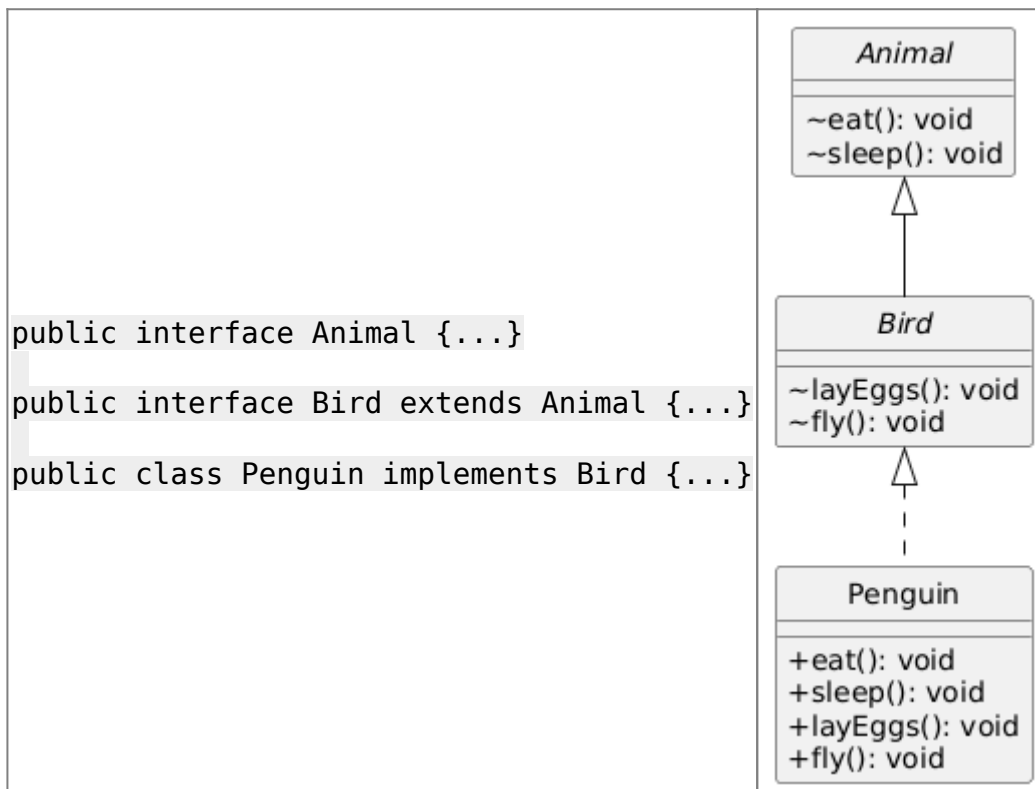 public interface Animal {...}
public interface Bird extends Animal {...}
public class Penguin implements Bird {...}
Animal
~eat(): void
~sleep(): void
Bird
~layEggs(): void
~fly(): void
Penguin
+eat(): void
+sleep(): void
+layEggs(): void
+fly(): void